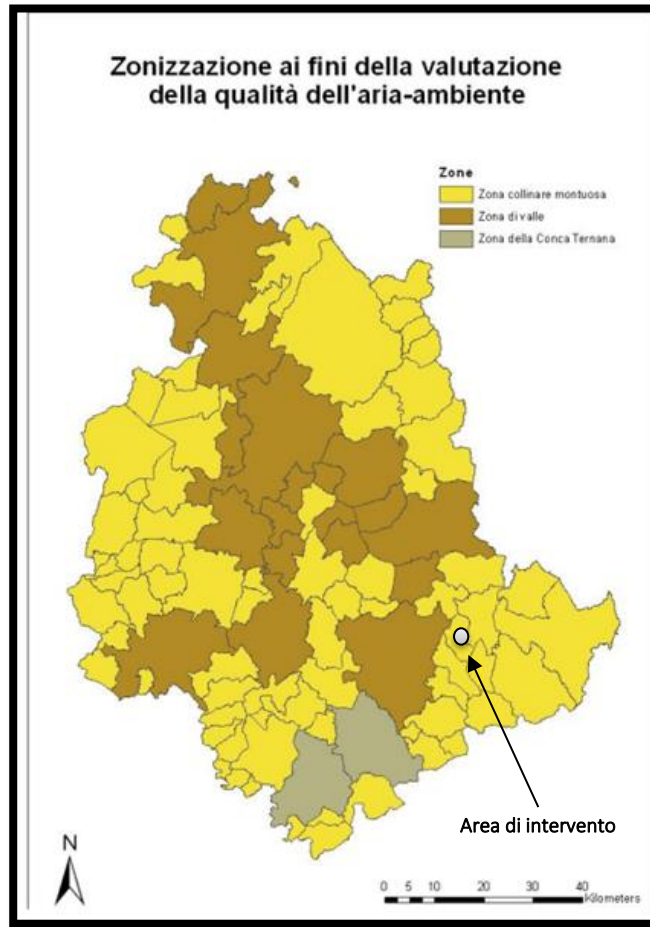 Zonizzazione ai fini della valutazione
della qualità dell'aria-ambiente
Zone
Zona collinare montuosa
Zona di valle
Zona della Conca Ternana
Area di intervento
N
0 5 10 20 30 40
Kilometers